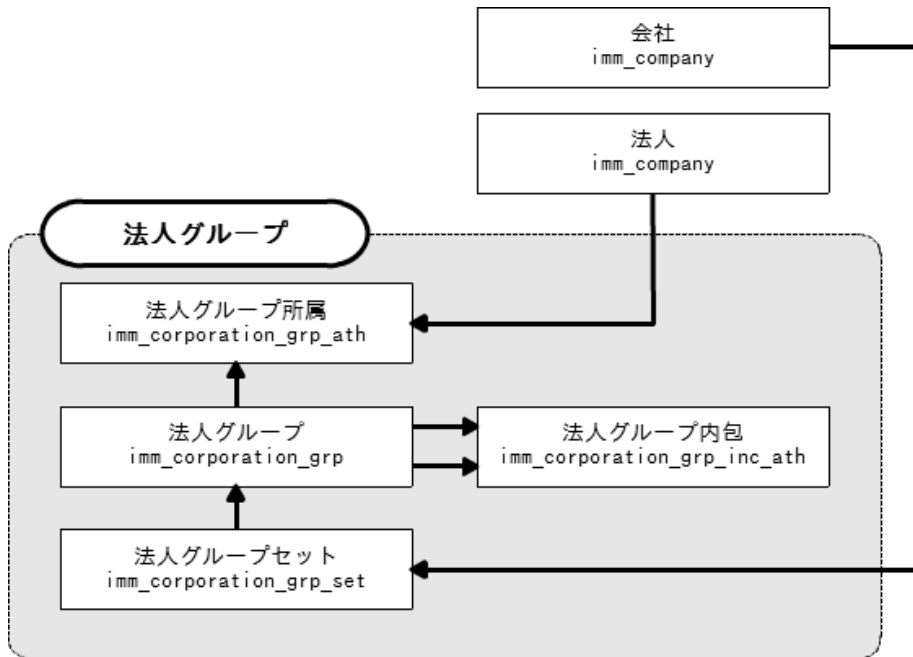 会社
imm_company
法人
imm_company
法人グループ
法人グループ所属
imm_corporation_grp_ath
法人グループ
imm_corporation_grp
法人グループ内包
imm_corporation_grp_inc_ath
法人グループセット
imm_corporation_grp_set